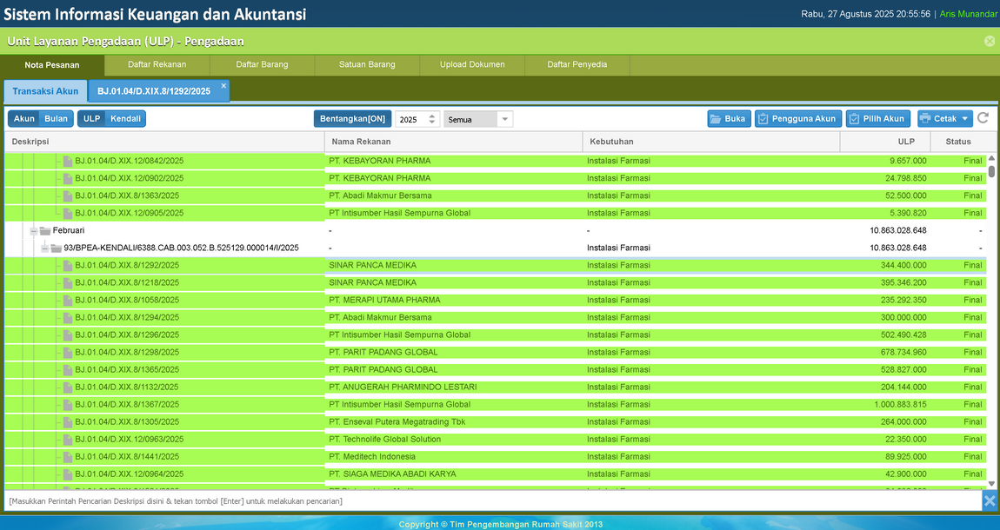 Sistem Informasi Keuangan dan Akuntansi
Rabu, 27 Agustus 2025 20:55:56 | Aris Munandar
Unit Layanan Pengadaan (ULP) - Pengadaan
Nota Pesanan Daftar Rekanan Daftar Barang Satuan Barang Upload Dokumen Daftar Penyedia
Transaksi Akun BJ.01.04/D.XIX.8/1292/2025
Akun Bulan ULP Kendali Bentangkan[ON] 2025 Semua Buka Pengguna Akun Pilih Akun Cetak
Deskripsi Nama Rekanan Kebutuhan ULP Status
BJ.01.04/D.XIX.12/0842/2025 PT. KEBAYORAN PHARMA Instalasi Farmasi 9.657.000 Final
BJ.01.04/D.XIX.12/0902/2025 PT. KEBAYORAN PHARMA Instalasi Farmasi 24.798.850 Final
BJ.01.04/D.XIX.8/1363/2025 PT. Abadi Makmur Bersama Instalasi Farmasi 52.500.000 Final
BJ.01.04/D.XIX.12/0905/2025 PT Intisumber Hasil Sempurna Global Instalasi Farmasi 5.390.820 Final
Februari - - 10.863.028.648 -
93/BPEA-KENDALI/6388.CAB.003.052.B.525129.000014/I/2025 - Instalasi Farmasi 10.863.028.648 -
BJ.01.04/D.XIX.8/1292/2025 SINAR PANCA MEDIKA Instalasi Farmasi 344.400.000 Final
BJ.01.04/D.XIX.8/1218/2025 SINAR PANCA MEDIKA Instalasi Farmasi 395.346.200 Final
BJ.01.04/D.XIX.8/1058/2025 PT. MERAPI UTAMA PHARMA Instalasi Farmasi 235.292.350 Final
BJ.01.04/D.XIX.8/1294/2025 PT. Abadi Makmur Bersama Instalasi Farmasi 300.000.000 Final
BJ.01.04/D.XIX.8/1296/2025 PT Intisumber Hasil Sempurna Global Instalasi Farmasi 502.490.428 Final
BJ.01.04/D.XIX.8/1298/2025 PT. PARIT PADANG GLOBAL Instalasi Farmasi 678.734.960 Final
BJ.01.04/D.XIX.8/1365/2025 PT. PARIT PADANG GLOBAL Instalasi Farmasi 528.827.000 Final
BJ.01.04/D.XIX.8/1132/2025 PT. ANUGERAH PHARMINDO LESTARI Instalasi Farmasi 204.144.000 Final
BJ.01.04/D.XIX.8/1367/2025 PT Intisumber Hasil Sempurna Global Instalasi Farmasi 1.000.883.815 Final
BJ.01.04/D.XIX.8/1305/2025 PT. Enseval Putera Megatrading Tbk Instalasi Farmasi 264.000.000 Final
BJ.01.04/D.XIX.12/0963/2025 PT. Technolife Global Solution Instalasi Farmasi 22.350.000 Final
BJ.01.04/D.XIX.8/1441/2025 PT. Meditech Indonesia Instalasi Farmasi 89.925.000 Final
BJ.01.04/D.XIX.12/0964/2025 PT. SIAGA MEDIKA ABADI KARYA Instalasi Farmasi 42.900.000 Final
[Masukkan Perintah Pencarian Deskripsi disini & tekan tombol [Enter] untuk melakukan pencarian]
Copyright © Tim Pengembangan Rumah Sakit 2013